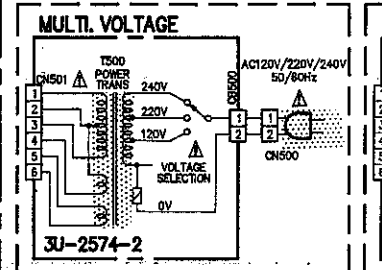 MULTI. VOLTAGE
T500
POWER
TRANS
CN501
1
2
3
4
5
6
240V
220V
120V
0V
VOLTAGE
SELECTION
CB500
1
2
1
2
AC120V/220V/240V
50/60Hz
CN500
3U-2574-2